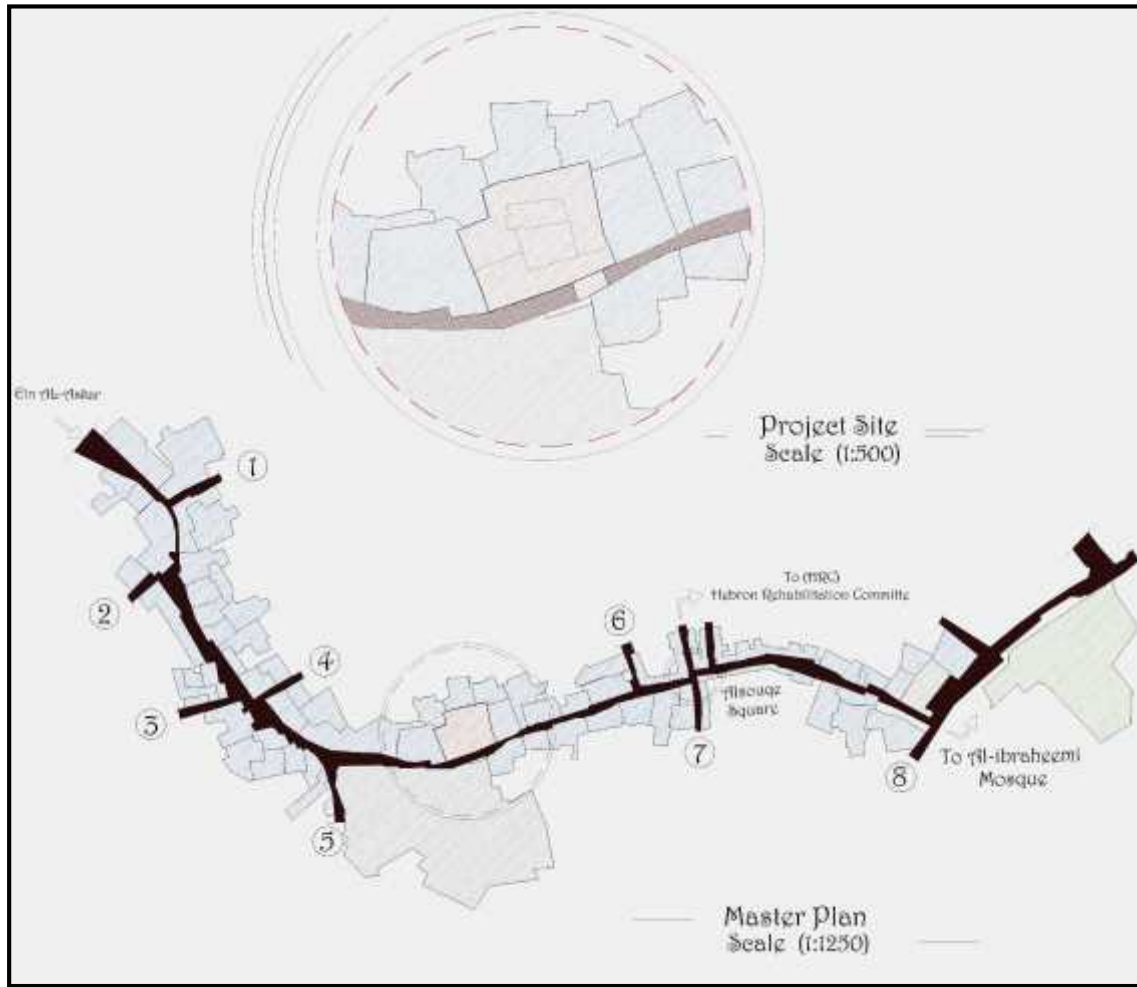 Ein AL-Askar
Project Site
Scale (1:500)
1
2
To (HRC)
Hebron Rehabilitation Committe
6
4
3
Alsouqe
Square
7
8
To Al-ibraheemi
Mosque
5
Master Plan
Scale (1:1250)